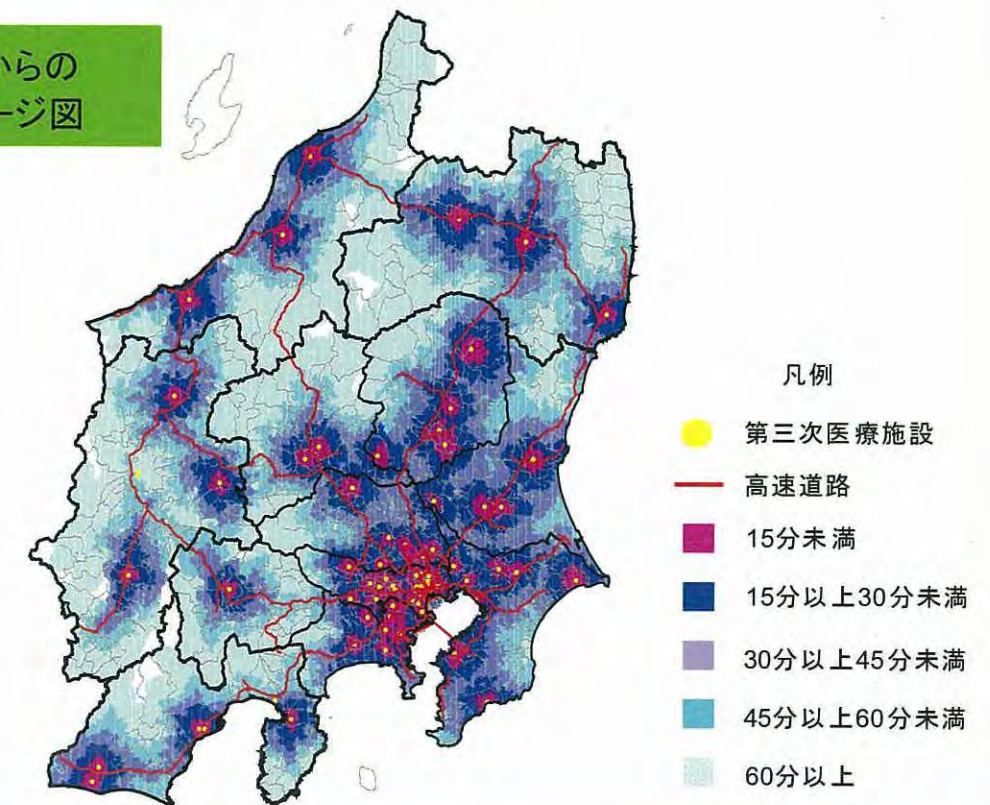 からの
ージ図
凡例
第三次医療施設
高速道路
15分未満
15分以上30分未満
30分以上45分未満
45分以上60分未満
60分以上